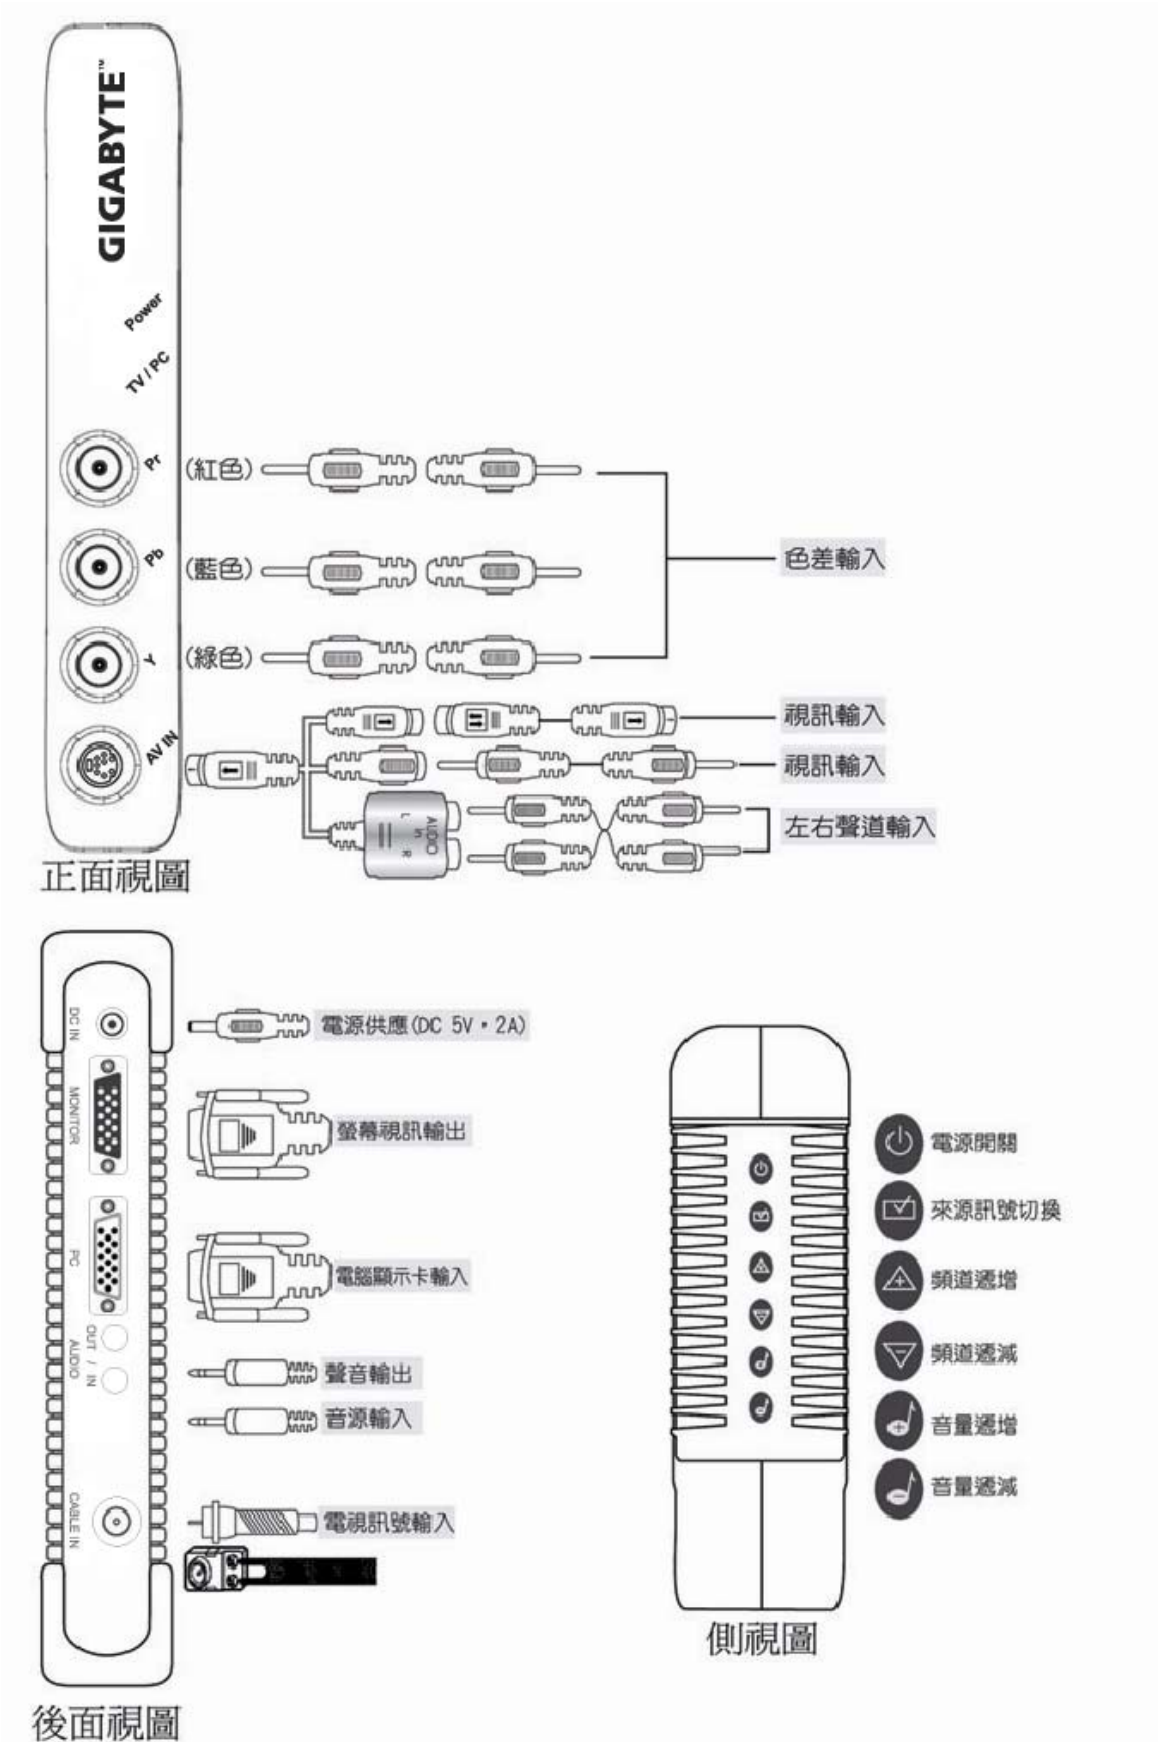 GIGABYTE™
Power
TV / PC
Pr
(紅色)
Pb
(藍色)
色差輸入
Y
(綠色)
AV IN
視訊輸入
視訊輸入
AUDIO
L in R
左右聲道輸入
正面視圖
DC IN
電源供應(DC 5V，2A)
MONITOR
螢幕視訊輸出
PC
電腦顯示卡輸入
OUT / IN
AUDIO
聲音輸出
音源輸入
CABLE IN
電視訊號輸入
後面視圖
電源開關
來源訊號切換
頻道遞增
頻道遞減
音量遞增
音量遞減
側視圖